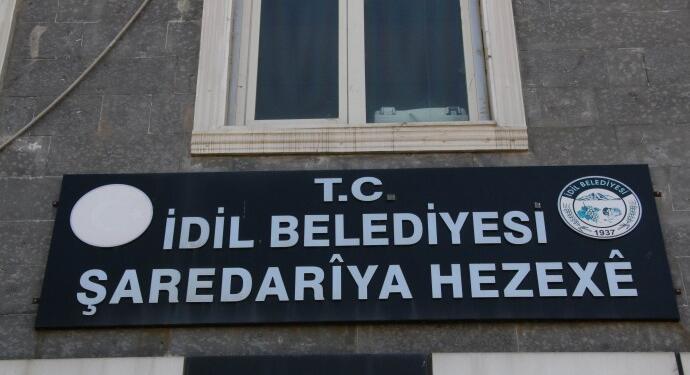 T.C
İDİL BELEDİYESİ
ŞAREDARÎYA HEZEXÊ
İDİL BELEDİYESİ
1937